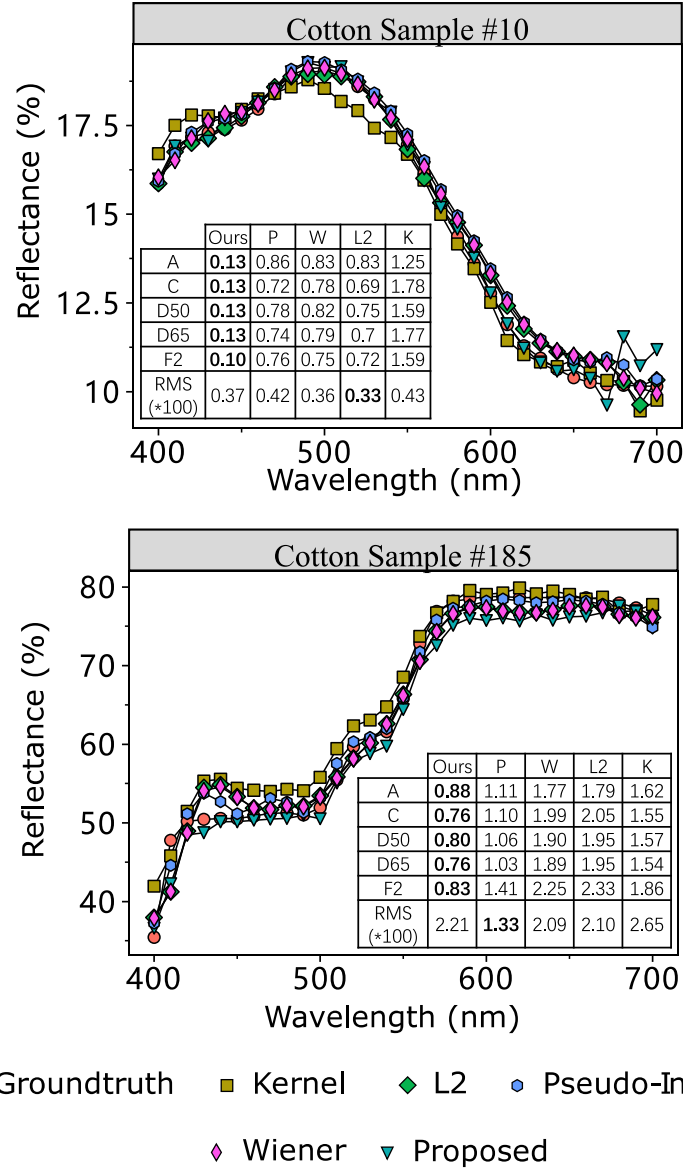 Cotton Sample #10
Reflectance (%)
17.5
15
12.5
10
Ours P W L2 K
A 0.13 0.86 0.83 0.83 1.25
C 0.13 0.72 0.78 0.69 1.78
D50 0.13 0.78 0.82 0.75 1.59
D65 0.13 0.74 0.79 0.7 1.77
F2 0.10 0.76 0.75 0.72 1.59
RMS
(*100) 0.37 0.42 0.36 0.33 0.43
400 500 600 700
Wavelength (nm)
Cotton Sample #185
Reflectance (%)
80
70
60
50
40
Ours P W L2 K
A 0.88 1.11 1.77 1.79 1.62
C 0.76 1.10 1.99 2.05 1.55
D50 0.80 1.06 1.90 1.95 1.57
D65 0.76 1.03 1.89 1.95 1.54
F2 0.83 1.41 2.25 2.33 1.86
RMS
(*100) 2.21 1.33 2.09 2.10 2.65
400 500 600 700
Wavelength (nm)
Groundtruth Kernel L2 Pseudo-In
Wiener Proposed